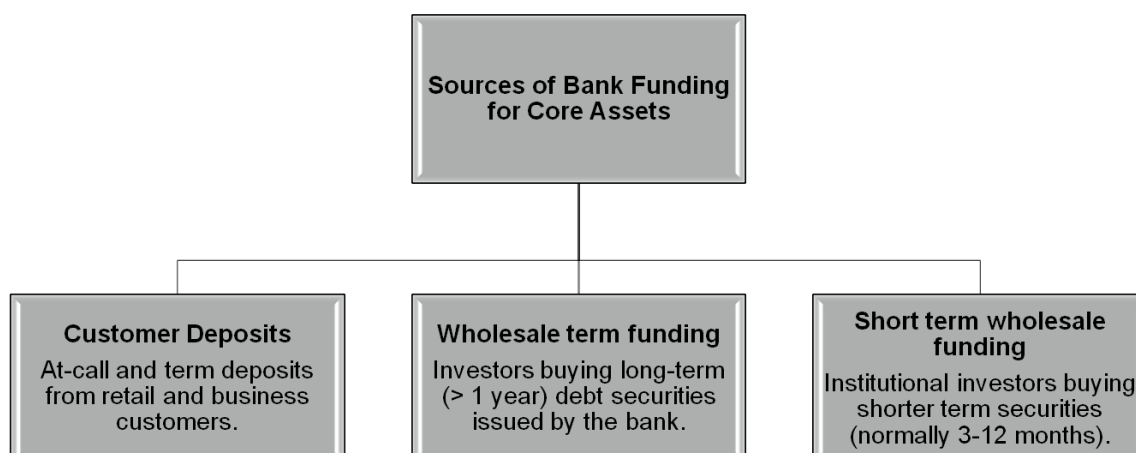 Sources of Bank Funding
for Core Assets
Customer Deposits
At-call and term deposits
from retail and business
customers.
Wholesale term funding
Investors buying long-term
(> 1 year) debt securities
issued by the bank.
Short term wholesale
funding
Institutional investors buying
shorter term securities
(normally 3-12 months).